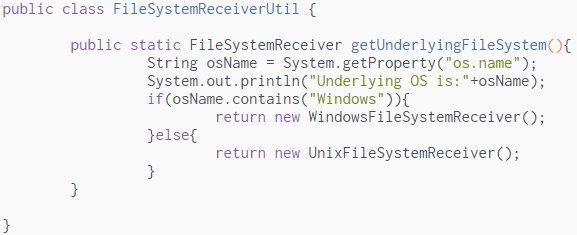 public class FileSystemReceiverUtil {
public static FileSystemReceiver getUnderlyingFileSystem(){
String osName = System.getProperty("os.name");
System.out.println("Underlying OS is:"+osName);
if(osName.contains("Windows")){
return new WindowsFileSystemReceiver();
}else{
return new UnixFileSystemReceiver();
}
}
}